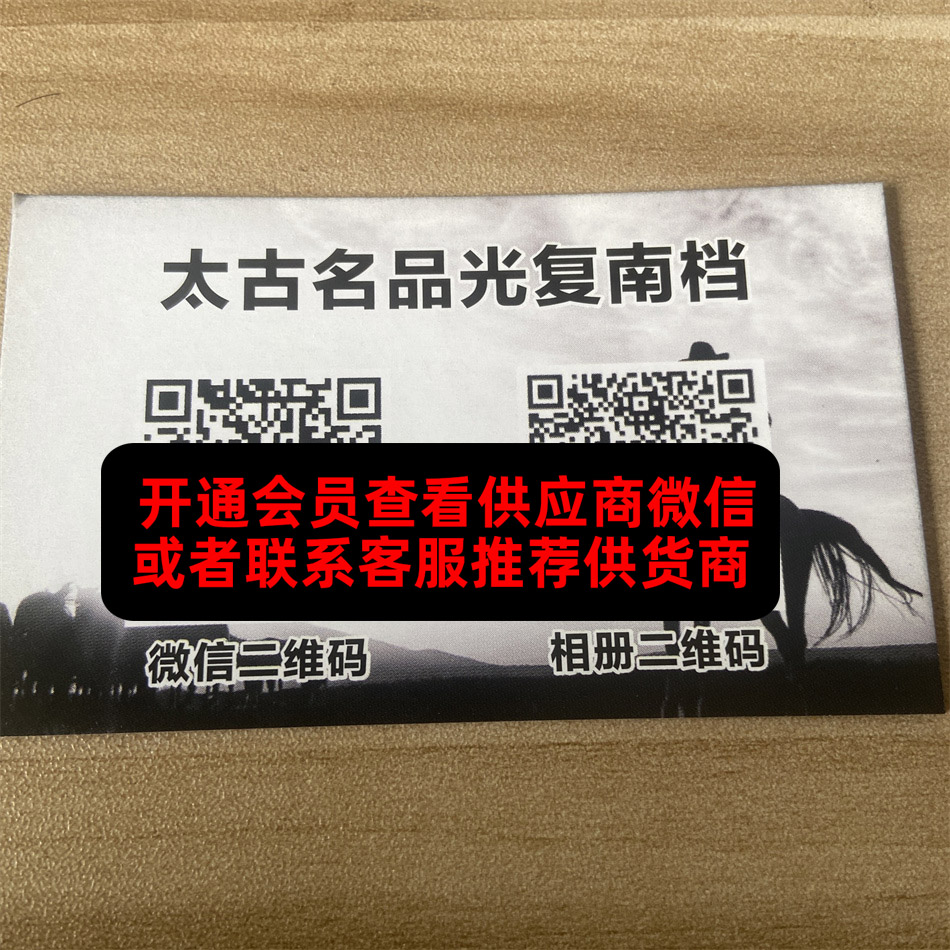 太古名品光复南档
开通会员查看供应商微信
或者联系客服推荐供货商
微信二维码
相册二维码